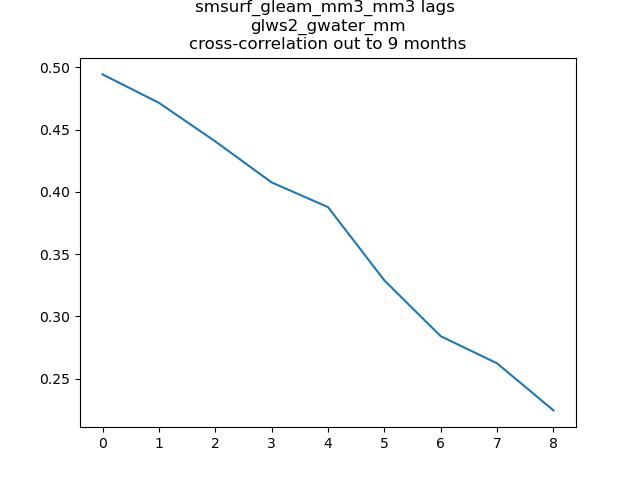 smsurf_gleam_mm3_mm3 lags
glws2_gwater_mm
cross-correlation out to 9 months
0.50
0.45
0.40
0.35
0.30
0.25
0 1 2 3 4 5 6 7 8